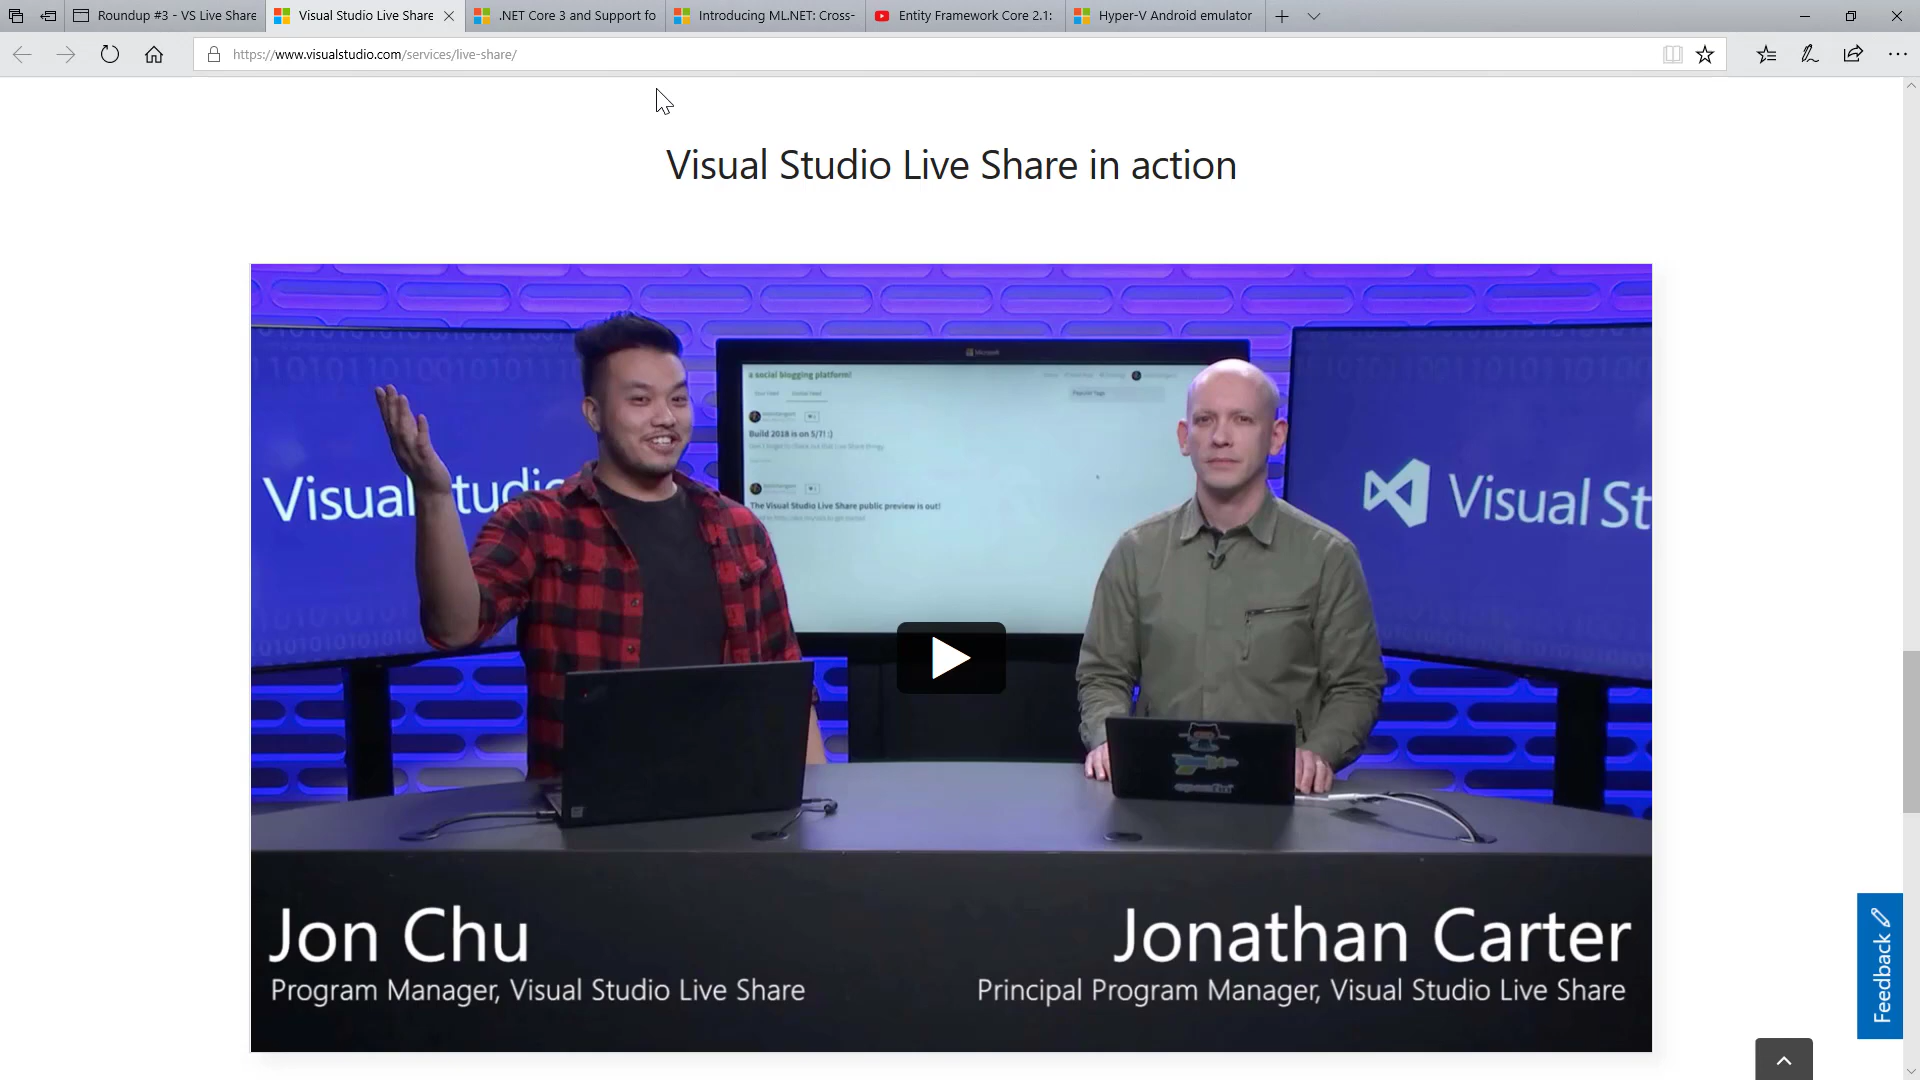 Roundup #3 - VS Live Share
Visual Studio Live Share
.NET Core 3 and Support fo
Introducing ML.NET: Cross-
Entity Framework Core 2.1:
Hyper-V Android emulator
https://www.visualstudio.com/services/live-share/
Visual Studio Live Share in action
Microsoft
a social blogging platform!
Popular Tags
Build 2018 is on 5/7! :)
The Visual Studio Live Share public preview is out!
Visual Studio
Visual St
Jon Chu
Jonathan Carter
Program Manager, Visual Studio Live Share
Principal Program Manager, Visual Studio Live Share
Feedback